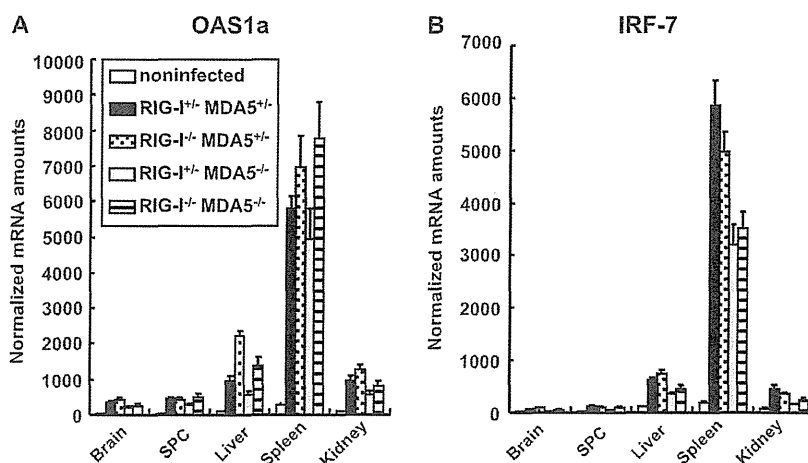 A
OAS1a
Normalized mRNA amounts
10000
9000
8000
7000
6000
5000
4000
3000
2000
1000
0
noninfected
RIG-I+/- MDA5+/-
RIG-I-/- MDA5+/-
RIG-I+/- MDA5-/-
RIG-I-/- MDA5-/-
Brain
SPC
Liver
Spleen
Kidney
B
IRF-7
Normalized mRNA amounts
7000
6000
5000
4000
3000
2000
1000
0
Brain
SPC
Liver
Spleen
Kidney